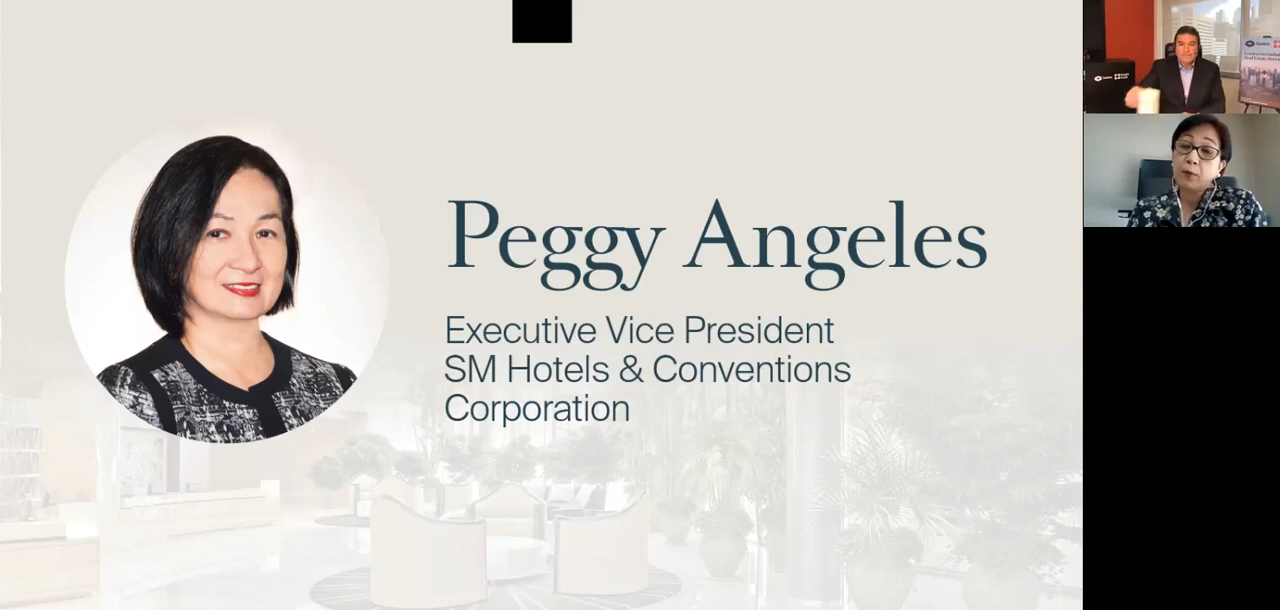 Peggy Angeles
Executive Vice President
SM Hotels & Conventions
Corporation